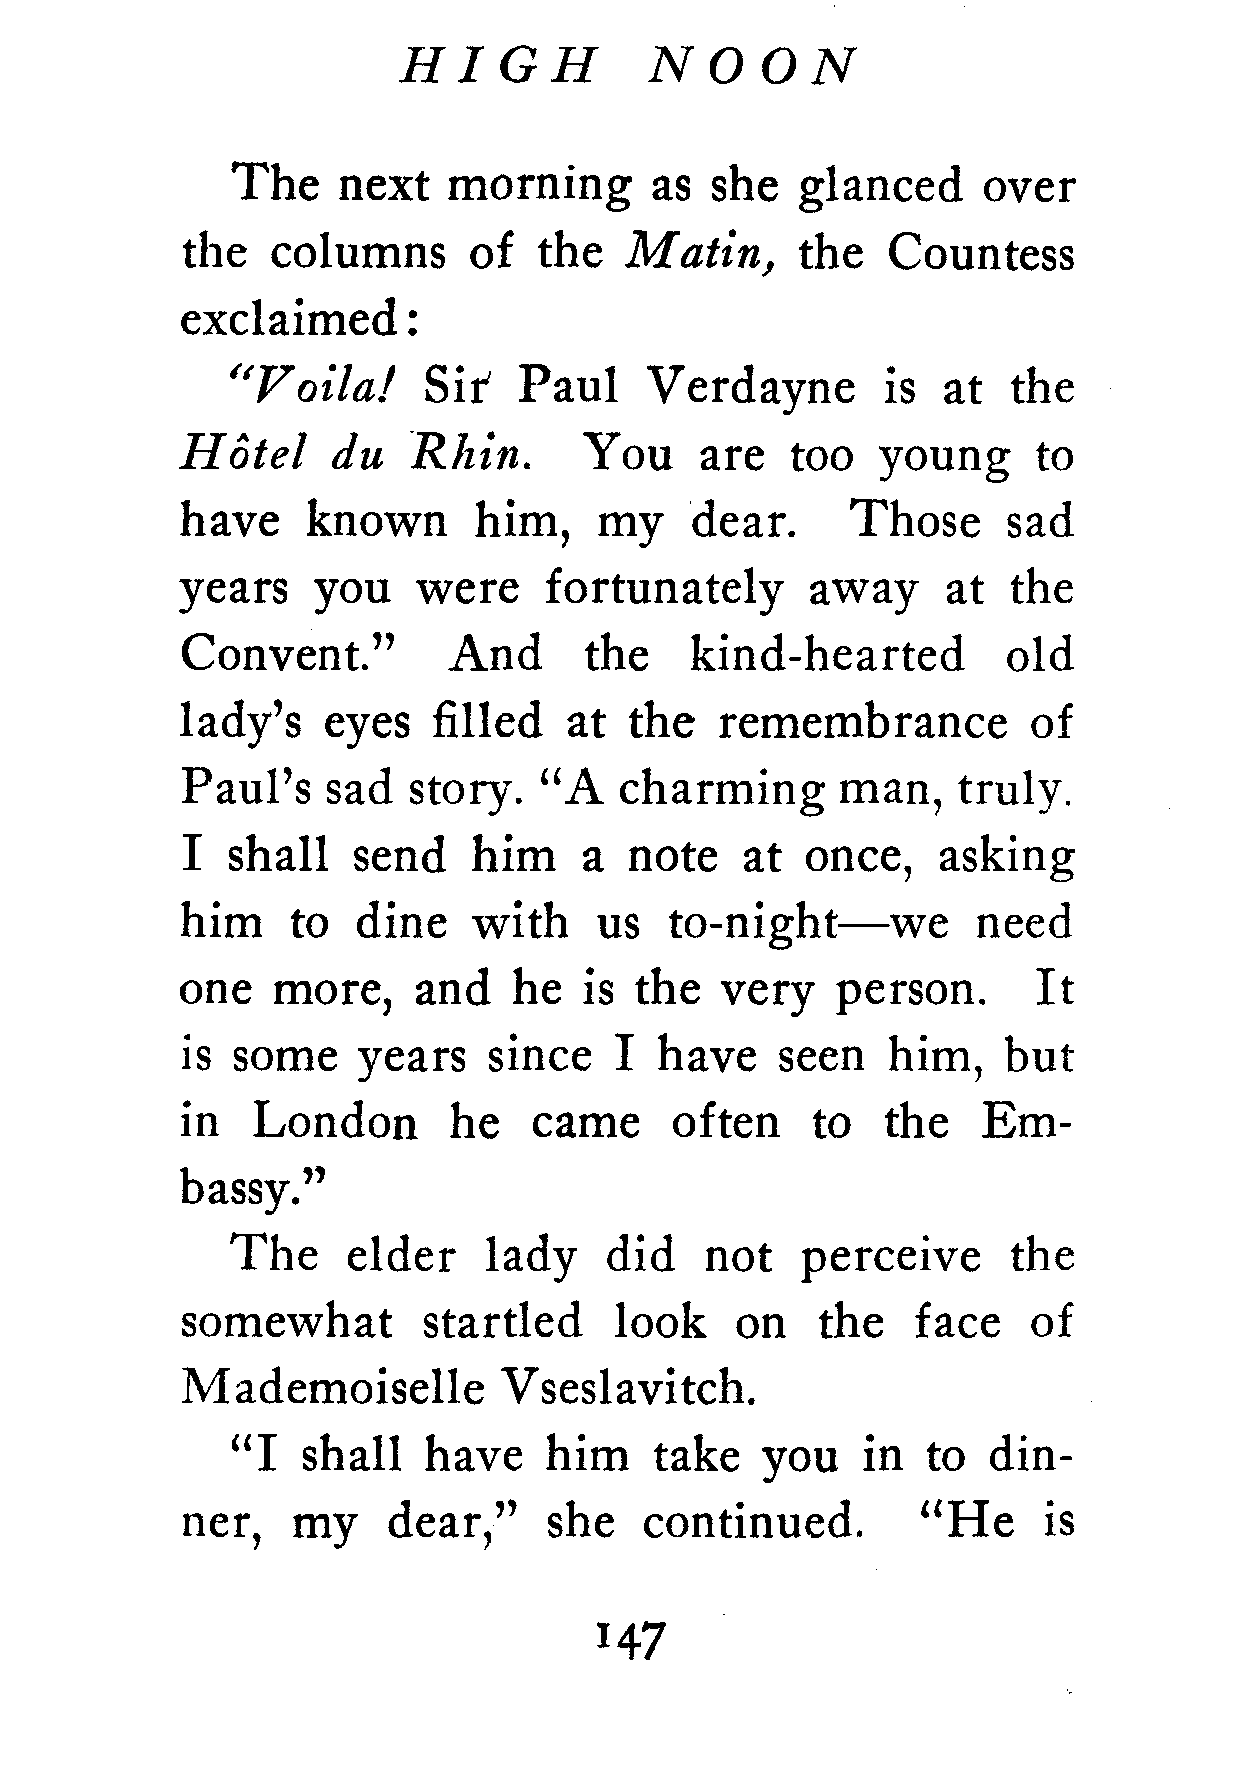 HIGH NOON
The next morning as she glanced over
the columns of the Matin, the Countess
exclaimed:
"Voila! Sir Paul Verdayne is at the
Hôtel du Rhin. You are too young to
have known him, my dear. Those sad
years you were fortunately away at the
Convent." And the kind-hearted old
lady's eyes filled at the remembrance of
Paul's sad story. "A charming man, truly.
I shall send him a note at once, asking
him to dine with us to-night—we need
one more, and he is the very person. It
is some years since I have seen him, but
in London he came often to the Em-
bassy."
The elder lady did not perceive the
somewhat startled look on the face of
Mademoiselle Vseslavitch.
"I shall have him take you in to din-
ner, my dear," she continued. "He is
147